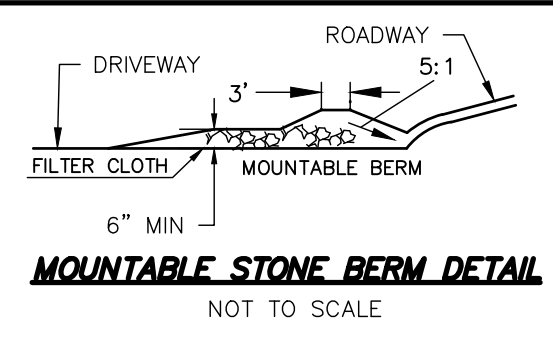 ROADWAY
DRIVEWAY
5:1
3'
FILTER CLOTH
MOUNTABLE BERM
6" MIN
MOUNTABLE STONE BERM DETAIL
NOT TO SCALE